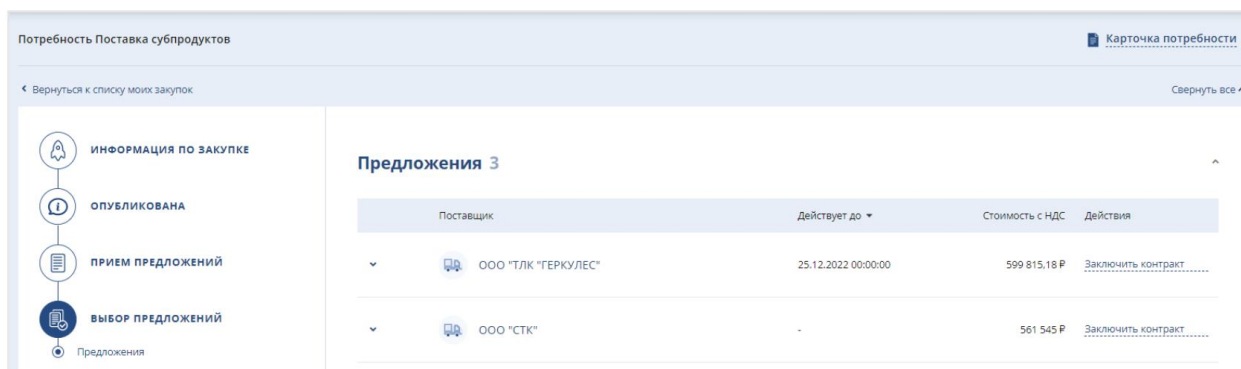 Потребность Поставка субпродуктов
Карточка потребности
Вернуться к списку моих закупок
Свернуть все
ИНФОРМАЦИЯ ПО ЗАКУПКЕ
Предложения 3
ОПУБЛИКОВАНА
Поставщик Действует до Стоимость с НДС Действия
ПРИЕМ ПРЕДЛОЖЕНИЙ
ООО "ТЛК "ГЕРКУЛЕС" 25.12.2022 00:00:00 599 815,18 ₽ Заключить контракт
ВЫБОР ПРЕДЛОЖЕНИЙ
ООО "СТК" - 561 545 ₽ Заключить контракт
Предложения